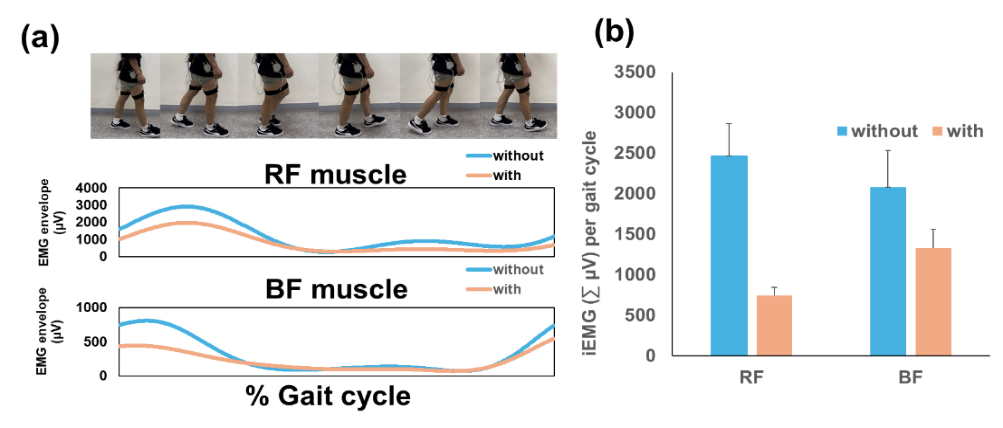 (a)
without
with
RF muscle
EMG envelope
(µV)
4000
3000
2000
1000
0
without
with
BF muscle
EMG envelope
(µV)
1000
500
0
% Gait cycle
(b)
iEMG (∑ µV) per gait cycle
3500
3000
2500
2000
1500
1000
500
0
without with
RF BF